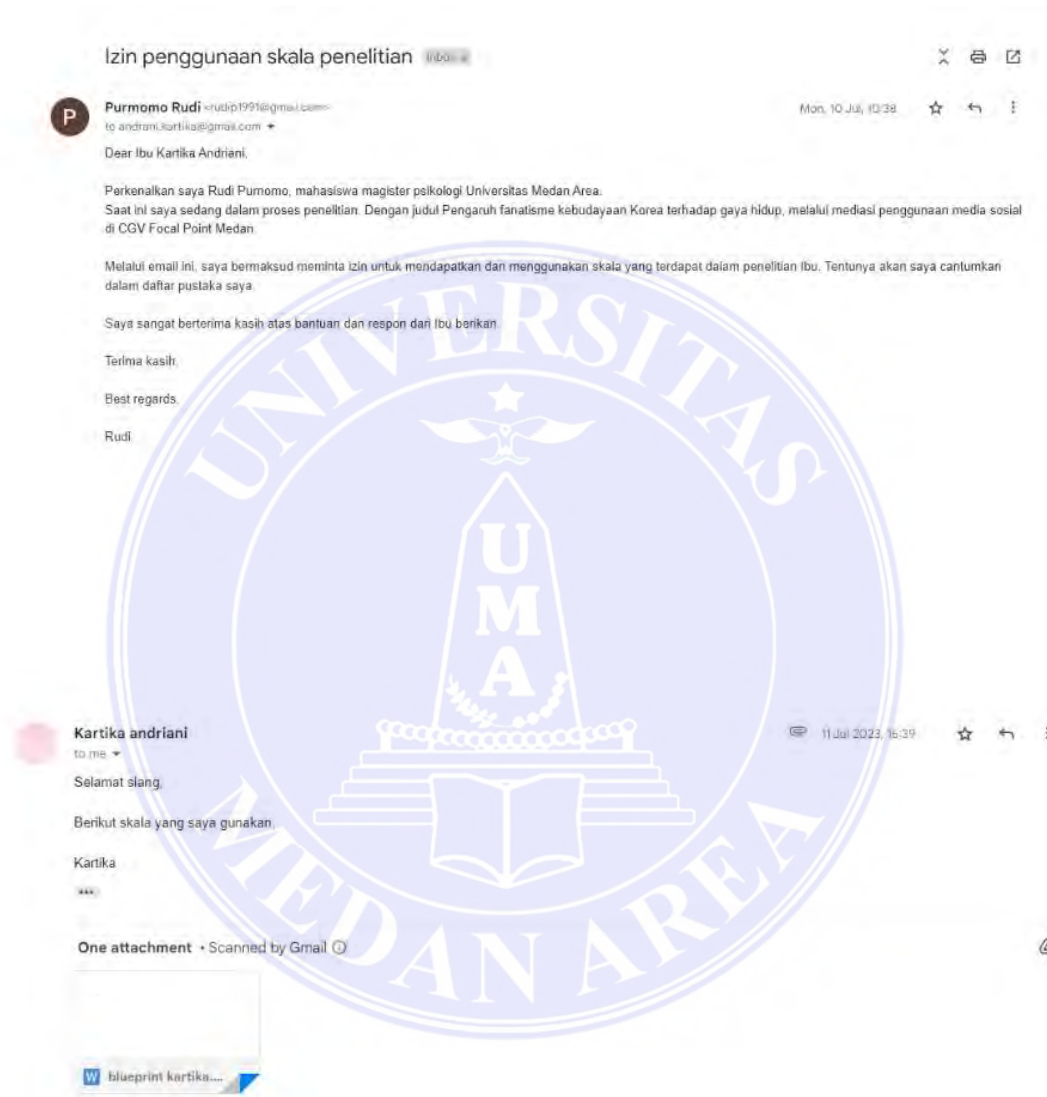 Izin penggunaan skala penelitian
Purmomo Rudi
Mon, 10 Jul, 10:38
to andrani.kartika@gmail.com
Dear Ibu Kartika Andriani,
Perkenalkan saya Rudi Purnomo, mahasiswa magister psikologi Universitas Medan Area.
Saat ini saya sedang dalam proses penelitian. Dengan judul Pengaruh fanatisme kebudayaan Korea terhadap gaya hidup, melalui mediasi penggunaan media sosial
di CGV Focal Point Medan
Melalui email ini, saya bermaksud meminta izin untuk mendapatkan dan menggunakan skala yang terdapat dalam penelitian Ibu. Tentunya akan saya cantumkan
dalam daftar pustaka saya
Saya sangat berterima kasih atas bantuan dan respon dari Ibu berikan
Terima kasih.
Best regards,
Rudi
UNIVERSITAS
UMA
MEDAN AREA
Kartika andriani
11 Jul 2023, 16:39
to me
Selamat siang,
Berikut skala yang saya gunakan,
Kartika
One attachment • Scanned by Gmail
W blueprint kartika....